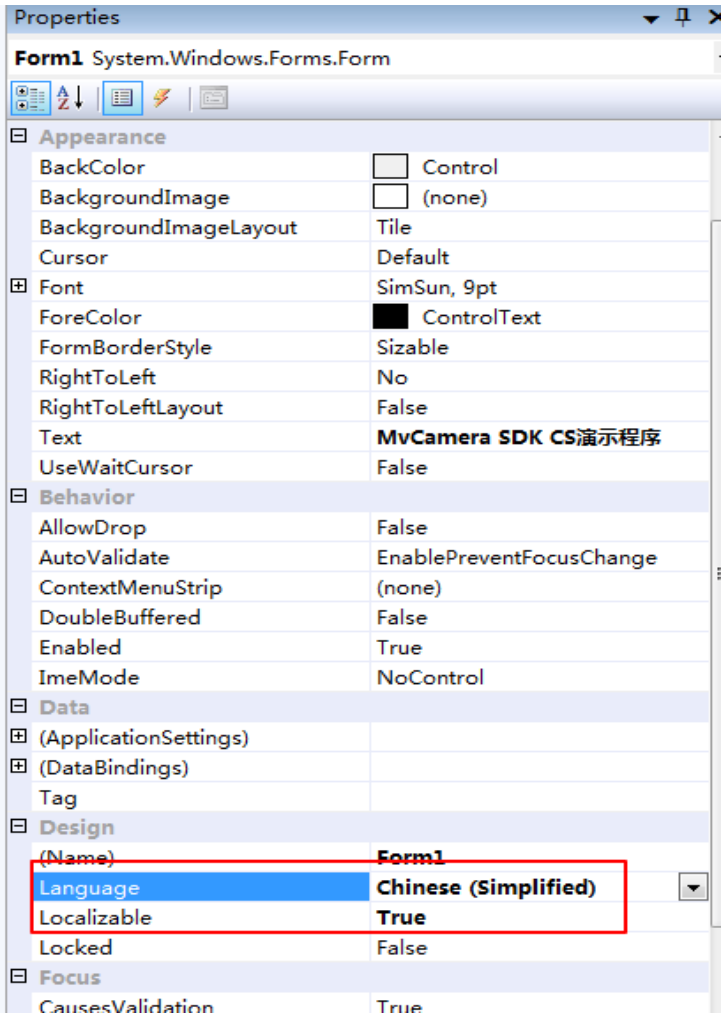 Properties
Form1 System.Windows.Forms.Form
Appearance
BackColor Control
BackgroundImage (none)
BackgroundImageLayout Tile
Cursor Default
Font SimSun, 9pt
ForeColor ControlText
FormBorderStyle Sizable
RightToLeft No
RightToLeftLayout False
Text MvCamera SDK CS演示程序
UseWaitCursor False
Behavior
AllowDrop False
AutoValidate EnablePreventFocusChange
ContextMenuStrip (none)
DoubleBuffered False
Enabled True
ImeMode NoControl
Data
(ApplicationSettings)
(DataBindings)
Tag
Design
(Name) Form1
Language Chinese (Simplified)
Localizable True
Locked False
Focus
CausesValidation True